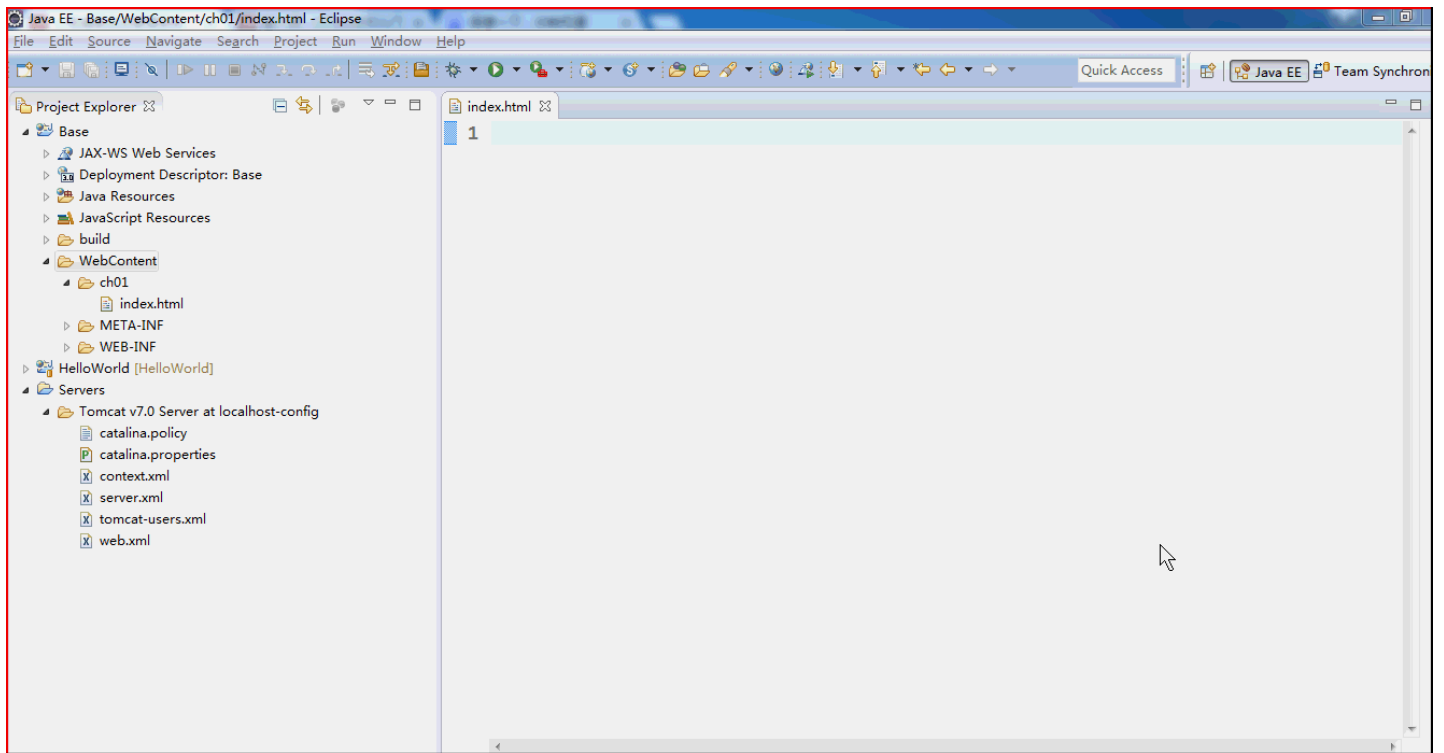 Java EE - Base/WebContent/ch01/index.html - Eclipse
File Edit Source Navigate Search Project Run Window Help
Quick Access Java EE Team Synchron
Project Explorer index.html
Base 1
JAX-WS Web Services
Deployment Descriptor: Base
Java Resources
JavaScript Resources
build
WebContent
ch01
index.html
META-INF
WEB-INF
HelloWorld [HelloWorld]
Servers
Tomcat v7.0 Server at localhost-config
catalina.policy
catalina.properties
context.xml
server.xml
tomcat-users.xml
web.xml